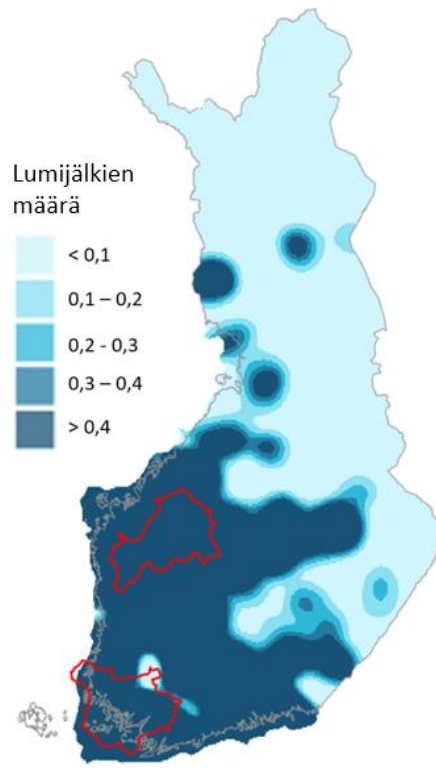 Lumijälkien
määrä
< 0,1
0,1 – 0,2
0,2 - 0,3
0,3 – 0,4
> 0,4